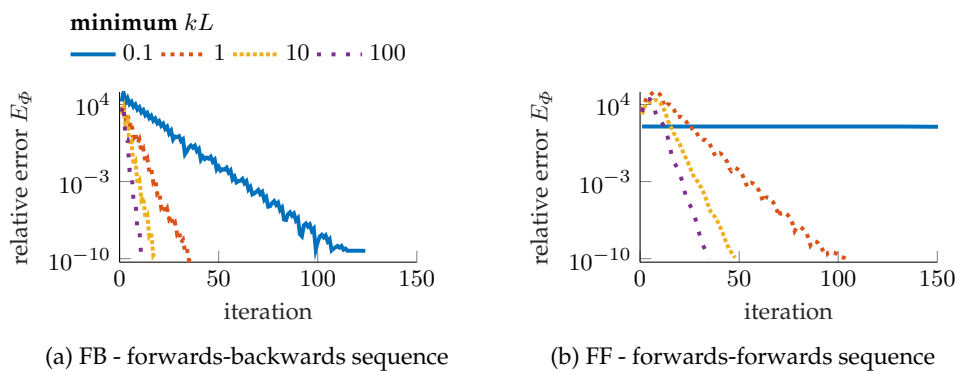 minimum kL
0.1 1 10 100
relative error E_Φ
10^4
10^−3
10^−10
0 50 100 150
iteration
(a) FB - forwards-backwards sequence
relative error E_Φ
10^4
10^−3
10^−10
0 50 100 150
iteration
(b) FF - forwards-forwards sequence